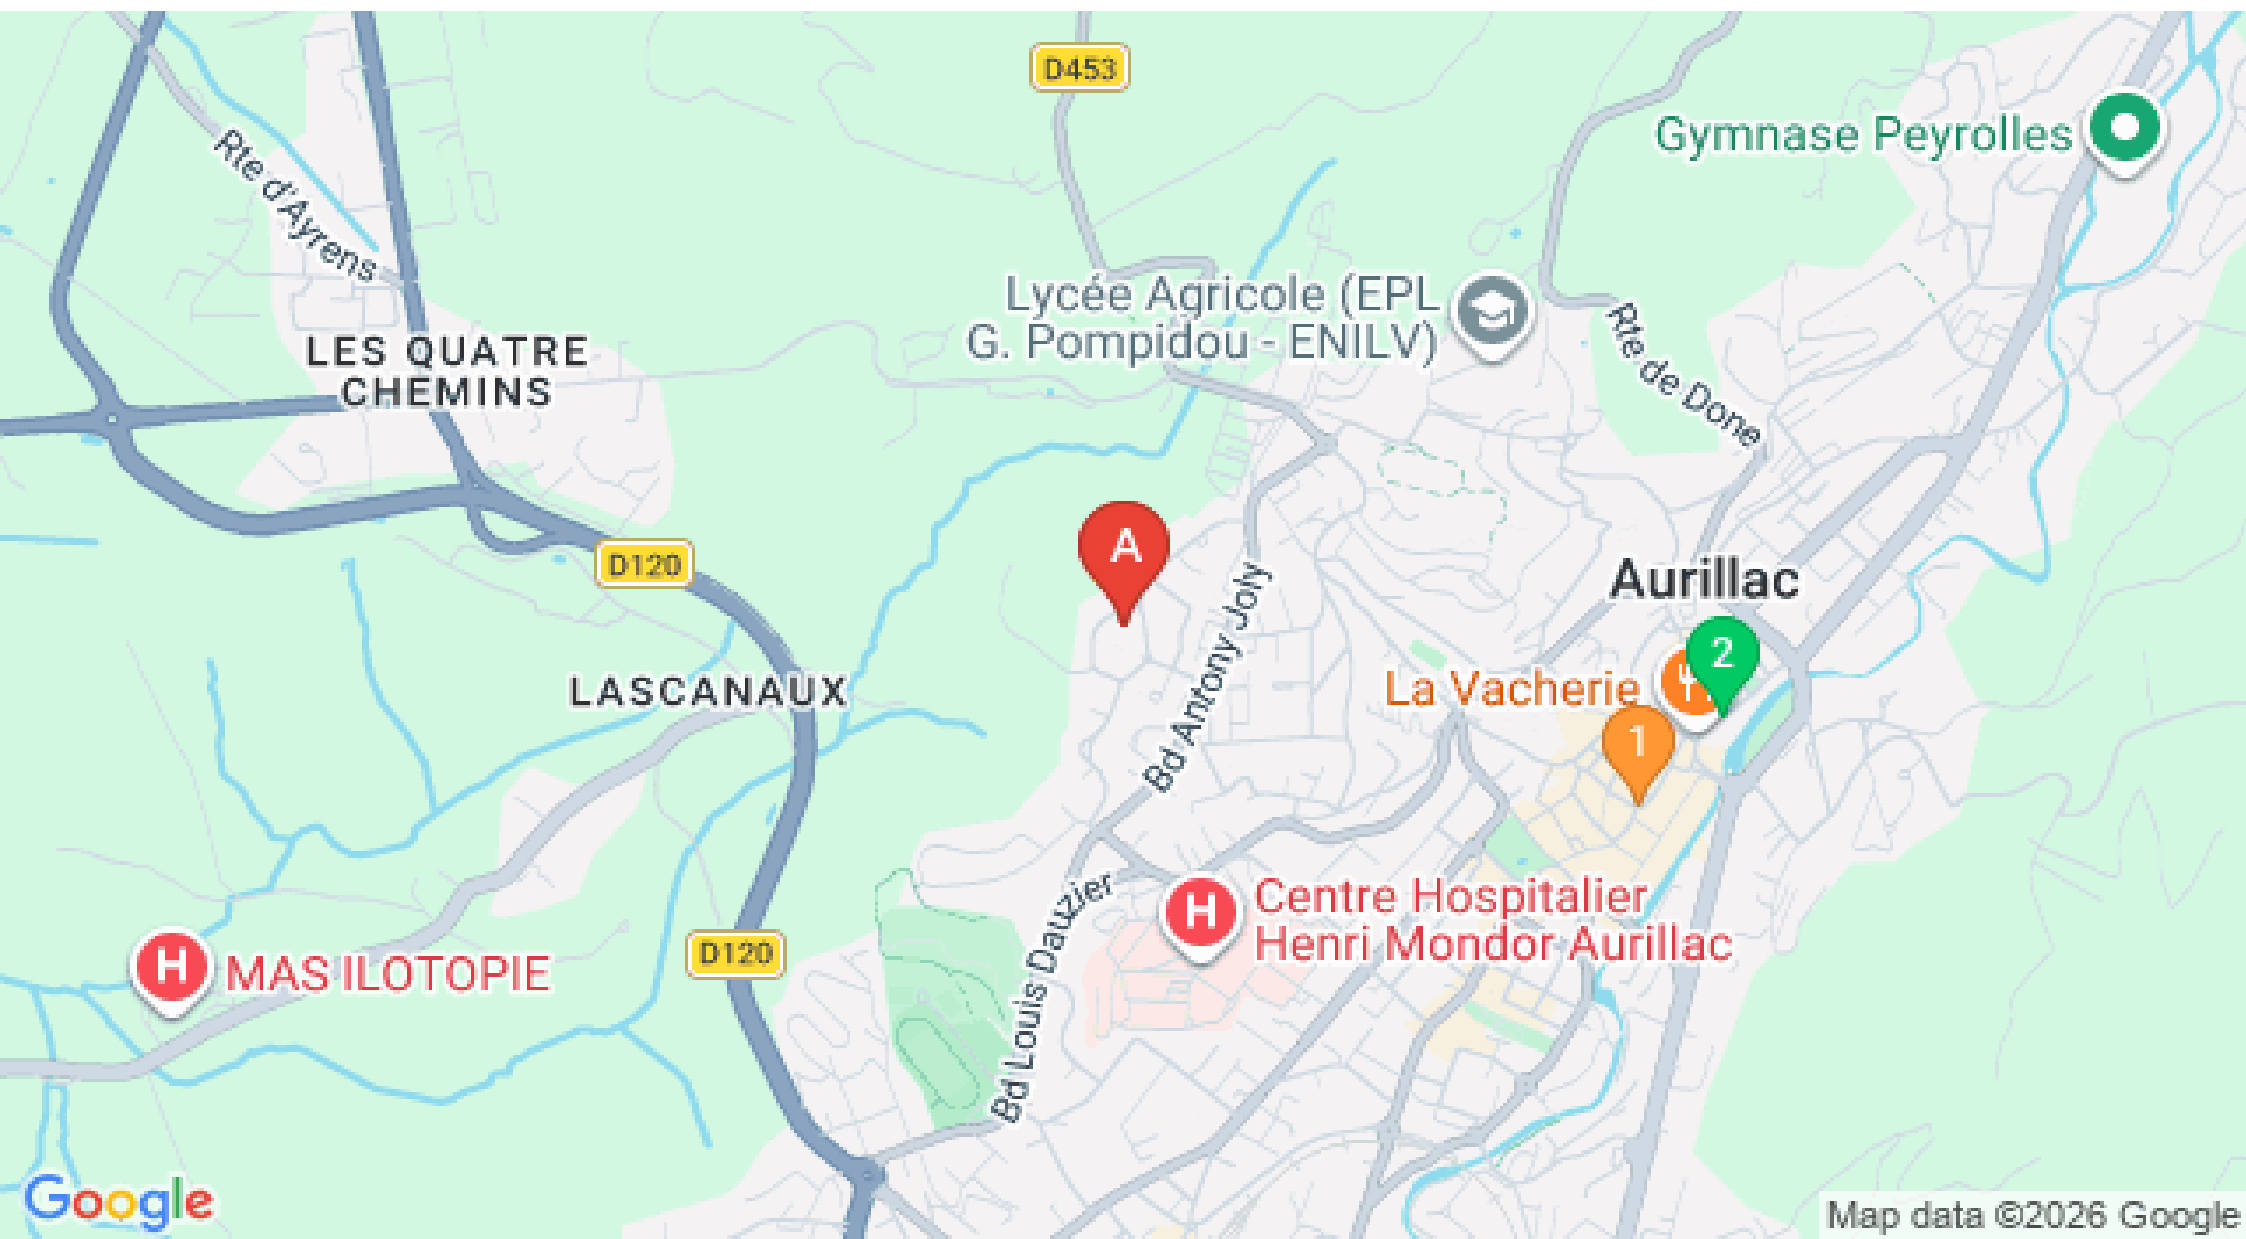 D453
Gymnase Peyrolles
Rte d'Ayrens
Lycée Agricole (EPL
G. Pompidou - ENILV)
Rte de Done
LES QUATRE
CHEMINS
A
D120
Aurillac
Bd Antony Joly
2
LASCANAUX
La Vacherie
1
H
Centre Hospitalier
Henri Mondor Aurillac
Bd Louis Dauzier
D120
H
MAS ILOTOPIE
Google
Map data ©2026 Google